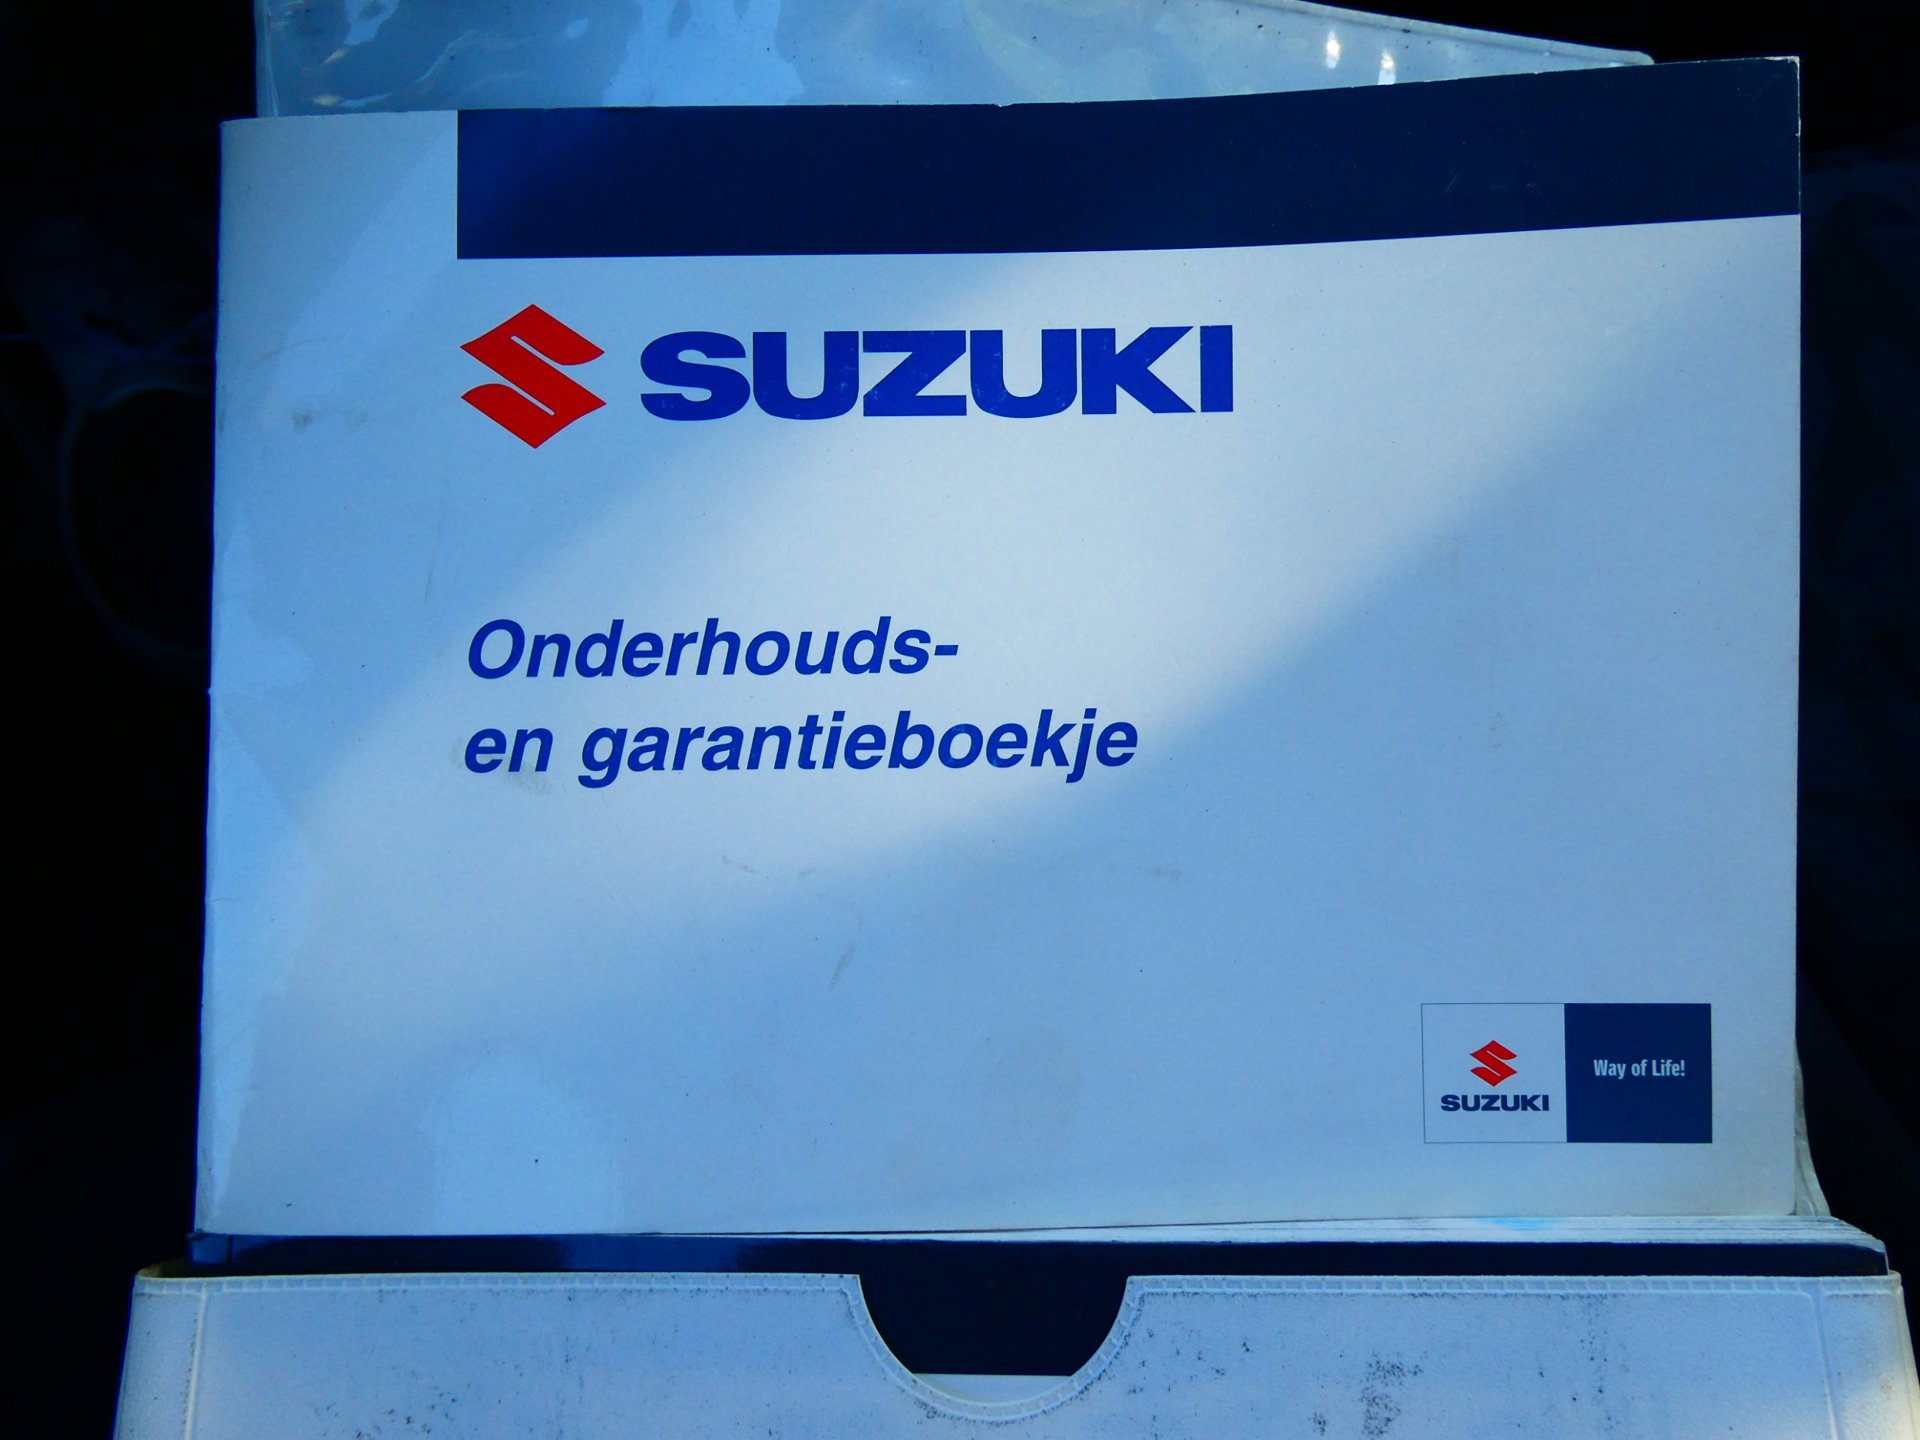 SUZUKI
Onderhouds-
en garantieboekje
SUZUKI
Way of Life!